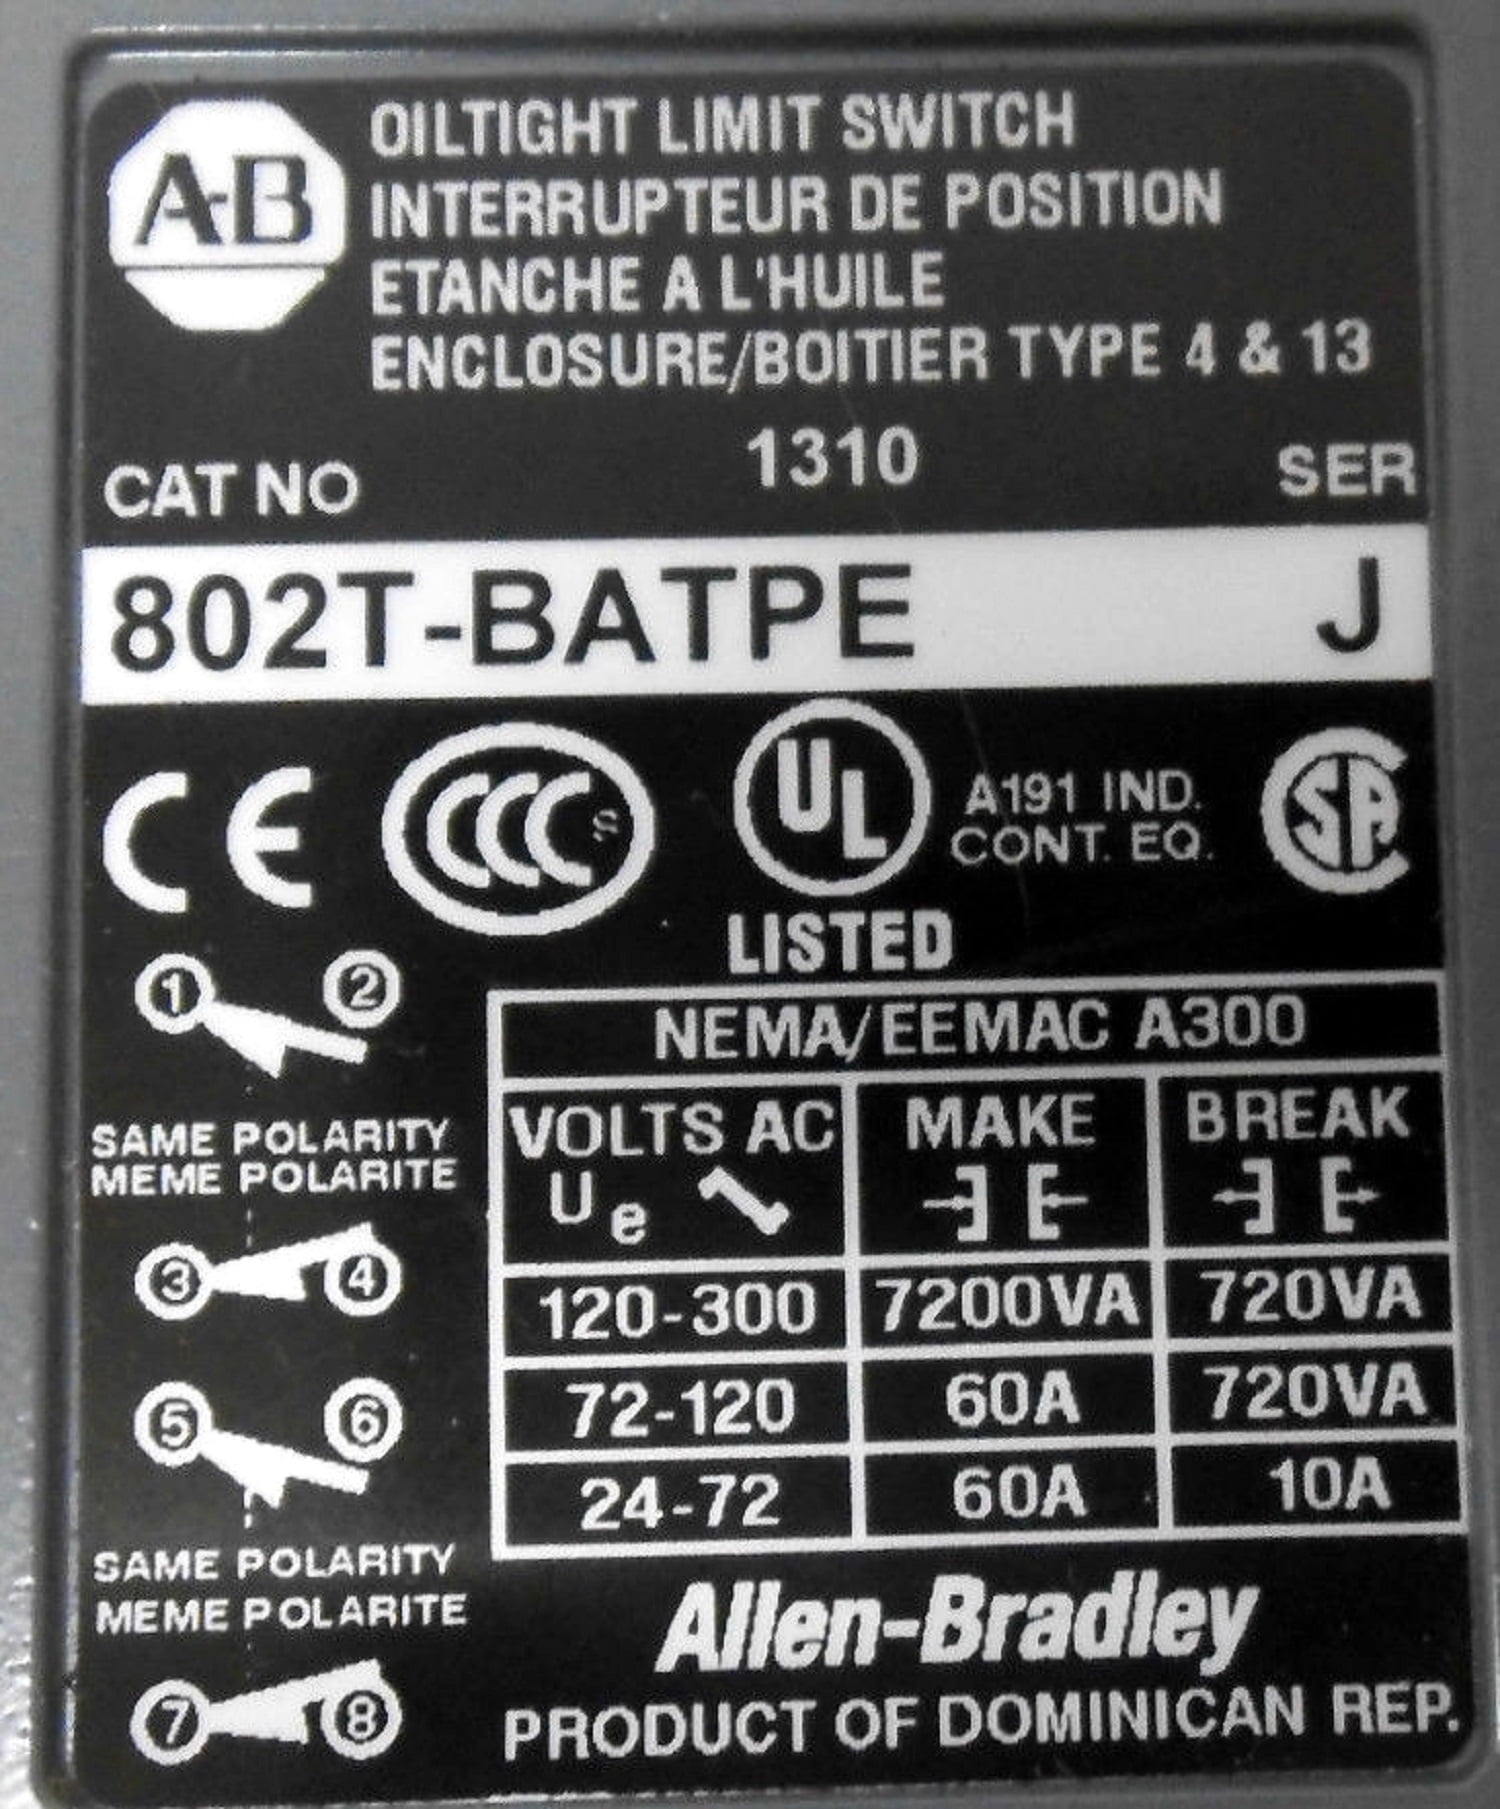 A-B
OILTIGHT LIMIT SWITCH
INTERRUPTEUR DE POSITION
ETANCHE A L'HUILE
ENCLOSURE/BOITIER TYPE 4 & 13
1310
CAT NO SER
802T-BATPE J
CE CCC S UL A191 IND. SA
CONT. EQ.
LISTED
1 2
SAME POLARITY
MEME POLARITE
3 4
5 6
SAME POLARITY
MEME POLARITE
7 8
NEMA/EEMAC A300
VOLTS AC MAKE BREAK
Ue
120-300 7200VA 720VA
72-120 60A 720VA
24-72 60A 10A
Allen-Bradley
PRODUCT OF DOMINICAN REP.